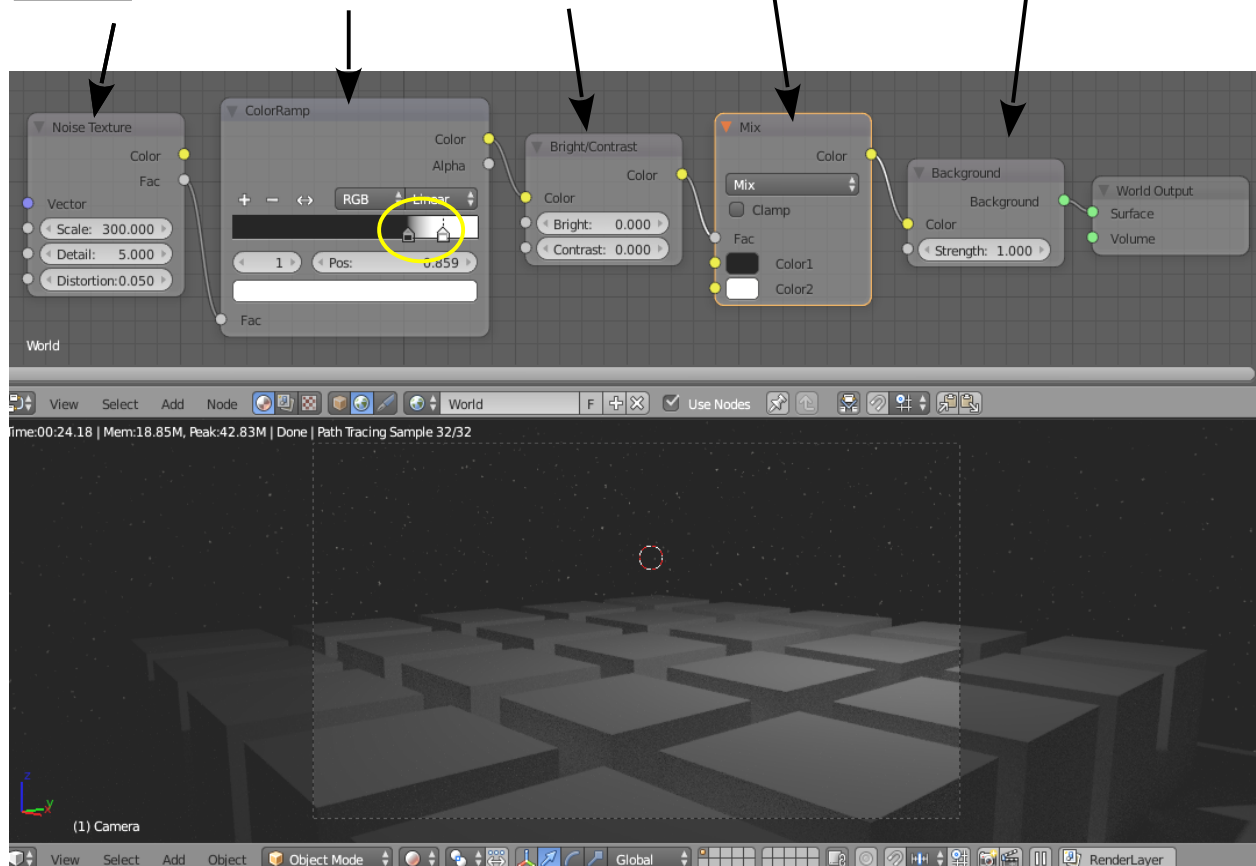 Noise Texture
Color
Fac
Vector
Scale: 300.000
Detail: 5.000
Distortion:0.050
ColorRamp
Color
Alpha
RGB
Linear
1
Pos: 0.859
Fac
Bright/Contrast
Color
Color
Bright: 0.000
Contrast: 0.000
Mix
Color
Mix
Clamp
Fac
Color1
Color2
Background
Background
Color
Strength: 1.000
World Output
Surface
Volume
World
View Select Add Node World F Use Nodes
Time:00:24.18 | Mem:18.85M, Peak:42.83M | Done | Path Tracing Sample 32/32
z
y
(1) Camera
View Select Add Object Object Mode Global RenderLayer